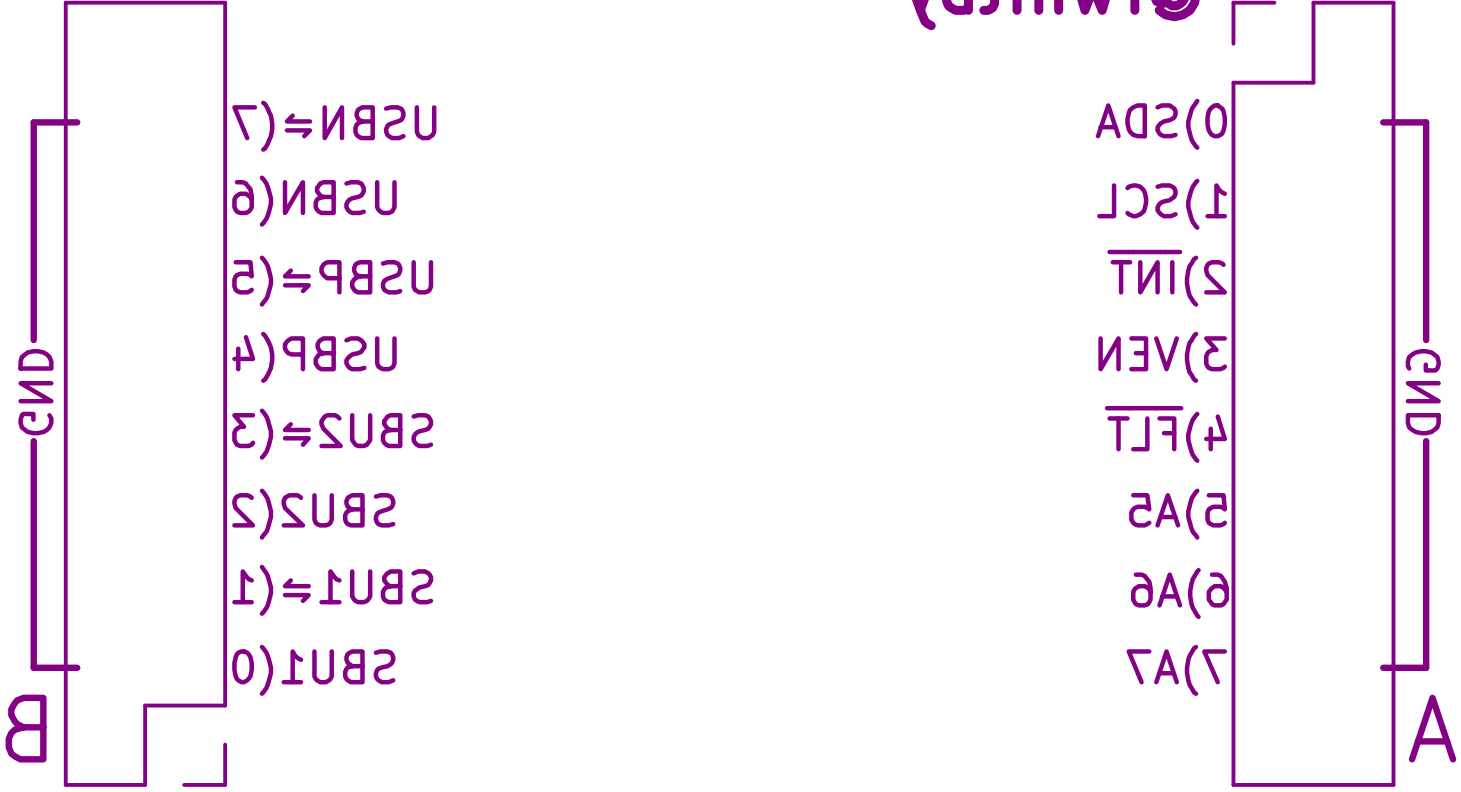 0)SDA
1)SCL
2)INT
3)VEN
4)FLT
5)A5
6)A6
7)A7
GND
A
USBN⇌(7
USBN(6
USBP⇌(5
USBP(4
SBU2⇌(3
SBU2(2
SBU1⇌(1
SBU1(0
GND
B